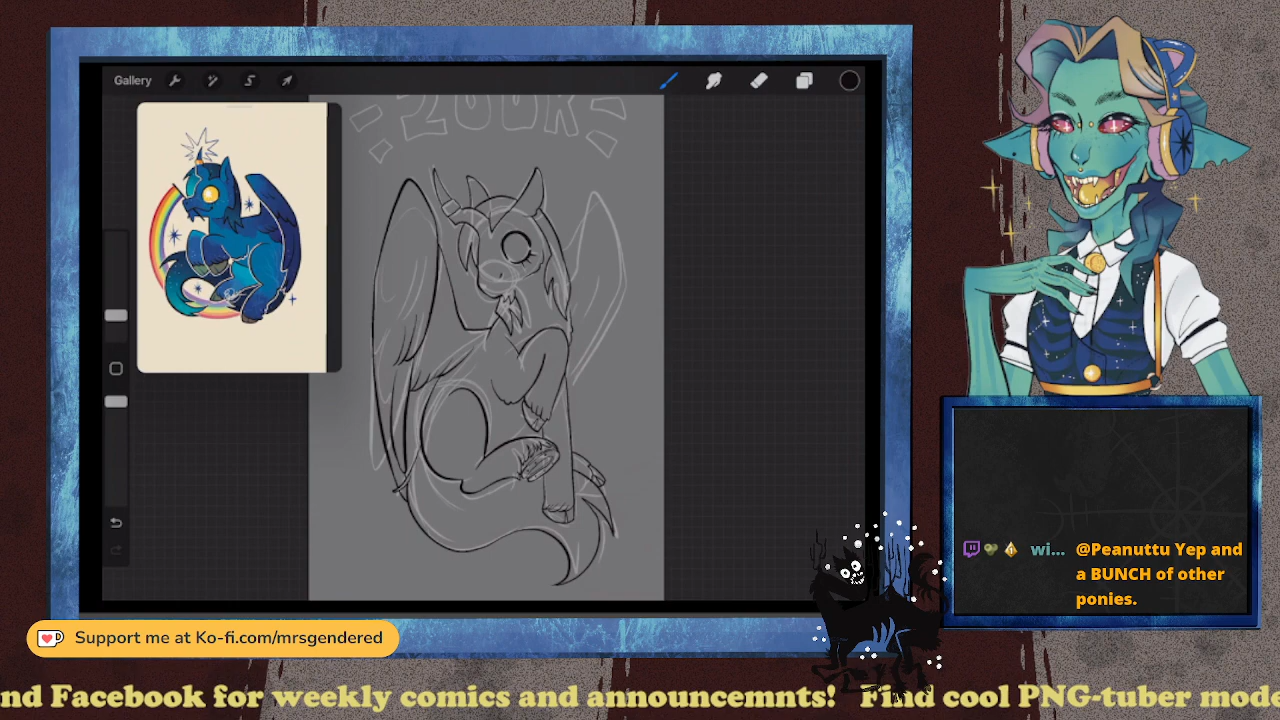 Gallery
200K
wi... @Peanuttu Yep and
a BUNCH of other
ponies.
Support me at Ko-fi.com/mrsgendered
nd Facebook for weekly comics and announcemnts! Find cool PNG-tuber mode